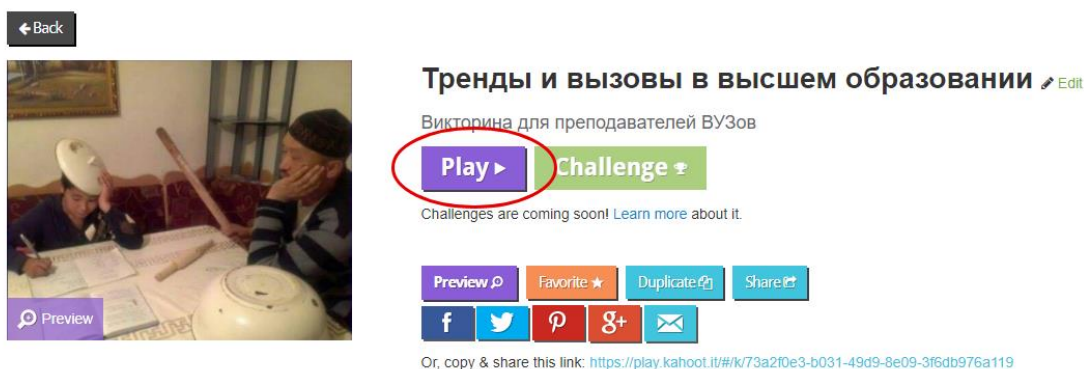 Back
Тренды и вызовы в высшем образовании Edit
Викторина для преподавателей ВУЗов
Play Challenge
Challenges are coming soon! Learn more about it.
Preview
Preview Favorite Duplicate Share
f g+
Or, copy & share this link: https://play.kahoot.it/#/k/73a2f0e3-b031-49d9-8e09-3f6db976a119